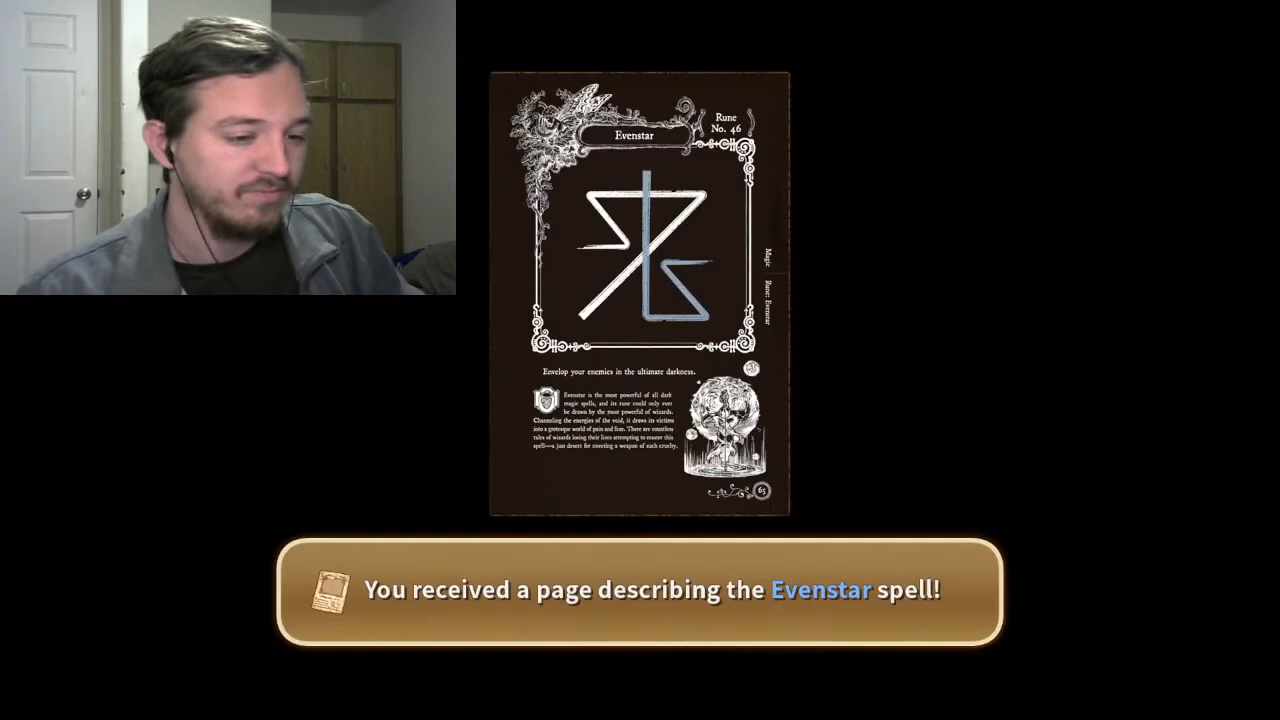 Evenstar
Rune
No. 46
Magic
Rune: Evenstar
Envelop your enemies in the ultimate darkness.
Evenstar is the most powerful of all dark
magic spells, and its rune could only ever
be drawn by the most powerful of wizards.
Channeling the energies of the void, it draws its victims
into a grotesque world of pain and fear. There are countless
tales of wizards losing their lives attempting to master this
spell—a just desert for coveting a weapon of such cruelty.
65
You received a page describing the Evenstar spell!